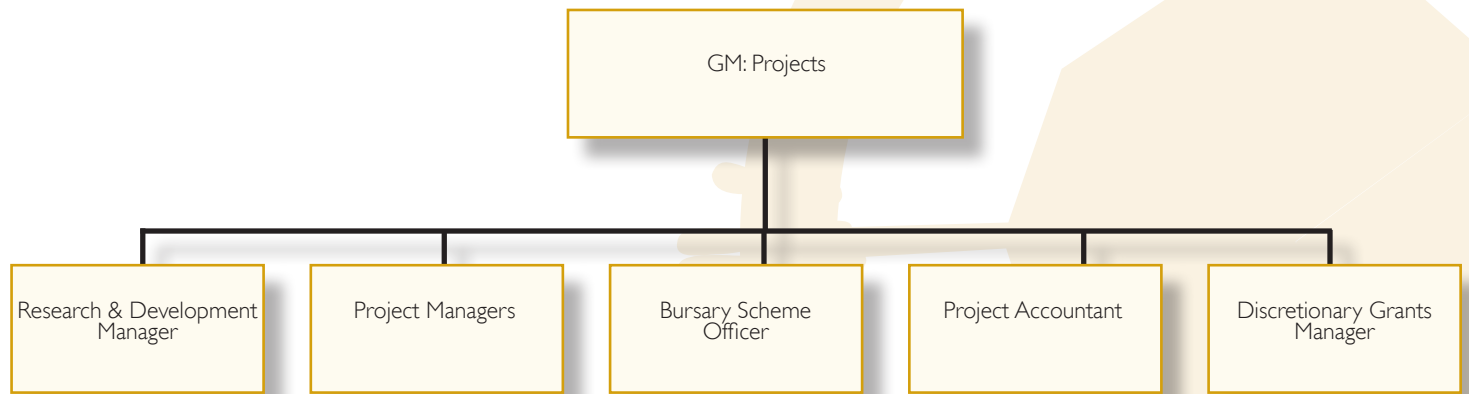 GM: Projects
Research & Development
Manager
Project Managers
Bursary Scheme
Officer
Project Accountant
Discretionary Grants
Manager